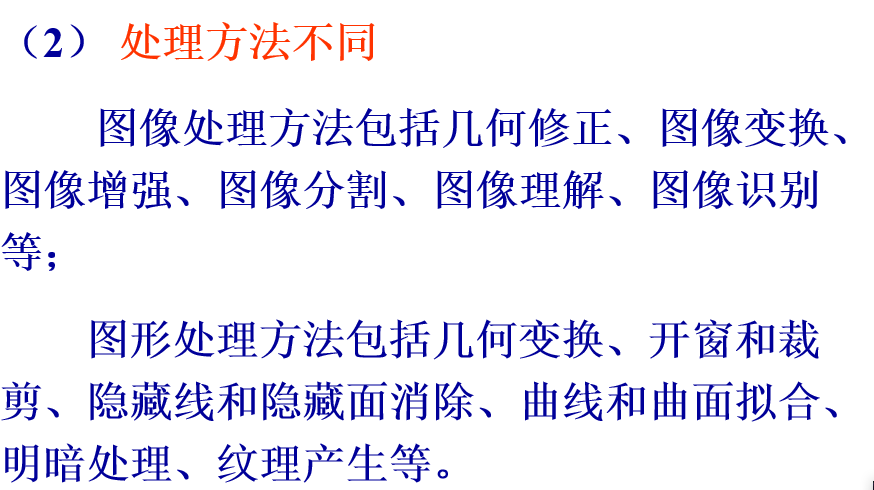 （2） 处理方法不同
图像处理方法包括几何修正、图像变换、
图像增强、图像分割、图像理解、图像识别
等；
图形处理方法包括几何变换、开窗和裁
剪、隐藏线和隐藏面消除、曲线和曲面拟合、
明暗处理、纹理产生等。